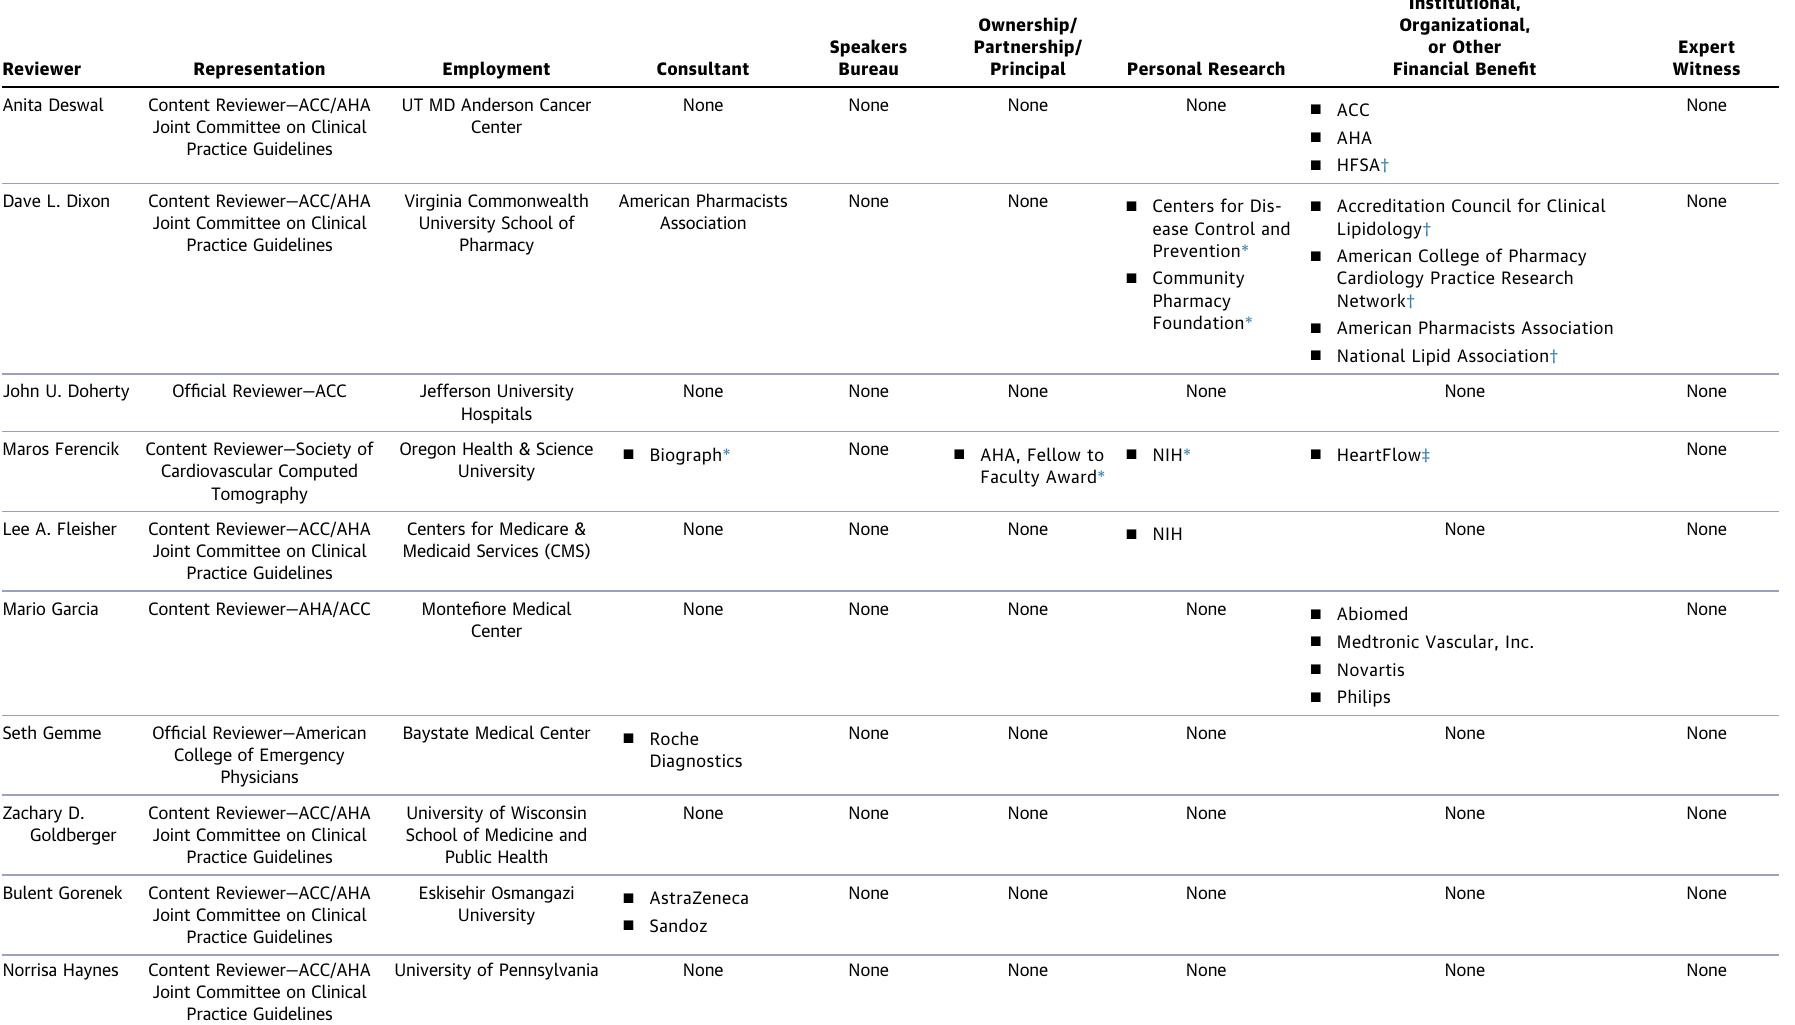 Institutional,
Organizational,
or Other
Financial Benefit
Ownership/
Partnership/
Principal
Speakers
Bureau
Expert
Witness
Reviewer Representation Employment Consultant Personal Research
Anita Deswal Content Reviewer—ACC/AHA UT MD Anderson Cancer None None None None ■ ACC None
Joint Committee on Clinical Center ■ AHA
Practice Guidelines ■ HFSA†
Dave L. Dixon Content Reviewer—ACC/AHA Virginia Commonwealth American Pharmacists None None ■ Centers for Dis- ■ Accreditation Council for Clinical None
Joint Committee on Clinical University School of Association ease Control and Lipidology†
Practice Guidelines Pharmacy Prevention* ■ American College of Pharmacy
■ Community Cardiology Practice Research
Pharmacy Network†
Foundation* ■ American Pharmacists Association
■ National Lipid Association†
John U. Doherty Official Reviewer—ACC Jefferson University None None None None None None
Hospitals
Maros Ferencik Content Reviewer—Society of Oregon Health & Science ■ Biograph* None ■ AHA, Fellow to ■ NIH* ■ HeartFlow‡ None
Cardiovascular Computed University Faculty Award*
Tomography
Lee A. Fleisher Content Reviewer—ACC/AHA Centers for Medicare & None None None ■ NIH None None
Joint Committee on Clinical Medicaid Services (CMS)
Practice Guidelines
Mario Garcia Content Reviewer—AHA/ACC Montefiore Medical None None None None ■ Abiomed None
Center ■ Medtronic Vascular, Inc.
■ Novartis
■ Philips
Seth Gemme Official Reviewer—American Baystate Medical Center ■ Roche None None None None None
College of Emergency Diagnostics
Physicians
Zachary D. Content Reviewer—ACC/AHA University of Wisconsin None None None None None None
Goldberger Joint Committee on Clinical School of Medicine and
Practice Guidelines Public Health
Bulent Gorenek Content Reviewer—ACC/AHA Eskisehir Osmangazi ■ AstraZeneca None None None None None
Joint Committee on Clinical University ■ Sandoz
Practice Guidelines
Norrisa Haynes Content Reviewer—ACC/AHA University of Pennsylvania None None None None None None
Joint Committee on Clinical
Practice Guidelines